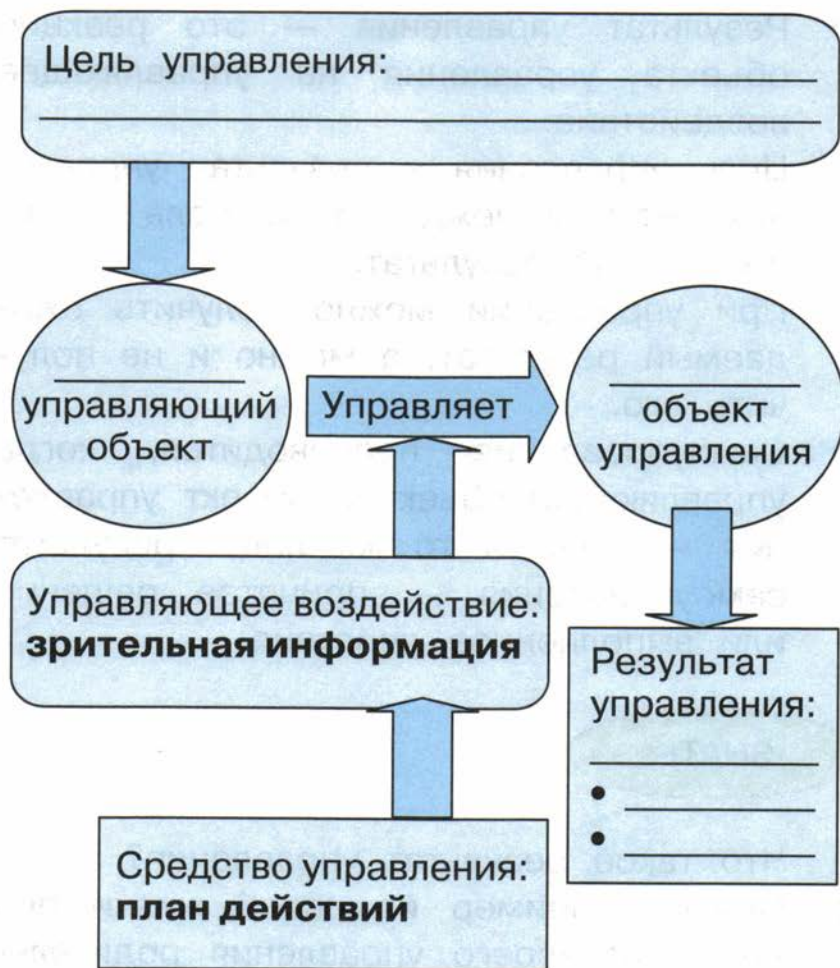 Цель управления:
управляющий
объект
Управляет
объект
управления
Управляющее воздействие:
зрительная информация
Результат
управления:
•
•
Средство управления:
план действий